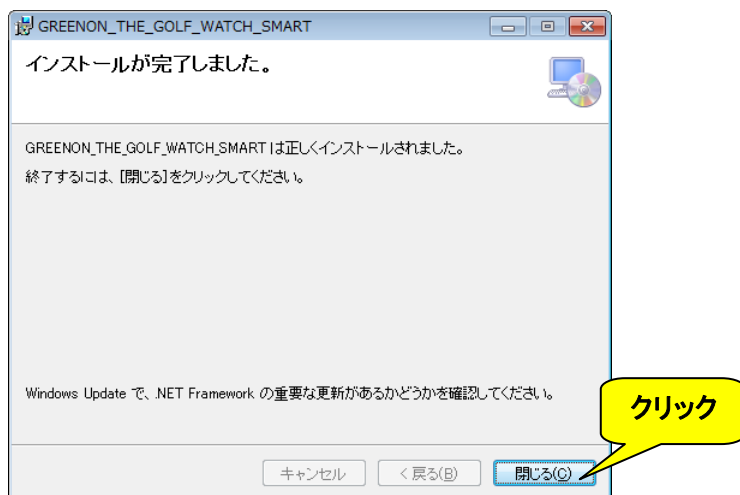 GREENON_THE_GOLF_WATCH_SMART
インストールが完了しました。
GREENON_THE_GOLF_WATCH_SMART は正しくインストールされました。
終了するには、[閉じる]をクリックしてください。
Windows Update で、.NET Framework の重要な更新があるかどうかを確認してください。
クリック
キャンセル
< 戻る(B)
閉じる(C)